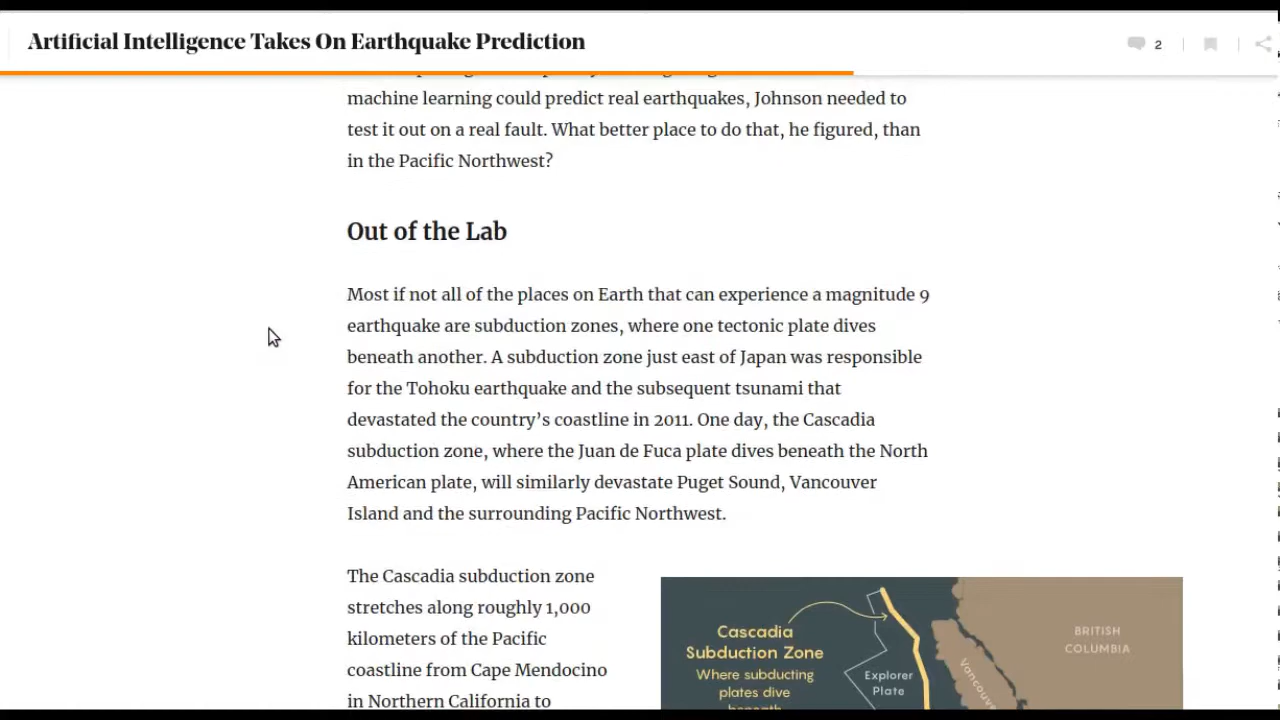 Artificial Intelligence Takes On Earthquake Prediction
2
machine learning could predict real earthquakes, Johnson needed to
test it out on a real fault. What better place to do that, he figured, than
in the Pacific Northwest?
Out of the Lab
Most if not all of the places on Earth that can experience a magnitude 9
earthquake are subduction zones, where one tectonic plate dives
beneath another. A subduction zone just east of Japan was responsible
for the Tohoku earthquake and the subsequent tsunami that
devastated the country’s coastline in 2011. One day, the Cascadia
subduction zone, where the Juan de Fuca plate dives beneath the North
American plate, will similarly devastate Puget Sound, Vancouver
Island and the surrounding Pacific Northwest.
The Cascadia subduction zone
stretches along roughly 1,000
kilometers of the Pacific
coastline from Cape Mendocino
in Northern California to
Cascadia
Subduction Zone
Where subducting
plates dive
beneath
Explorer
Plate
Vancouv
BRITISH
COLUMBIA